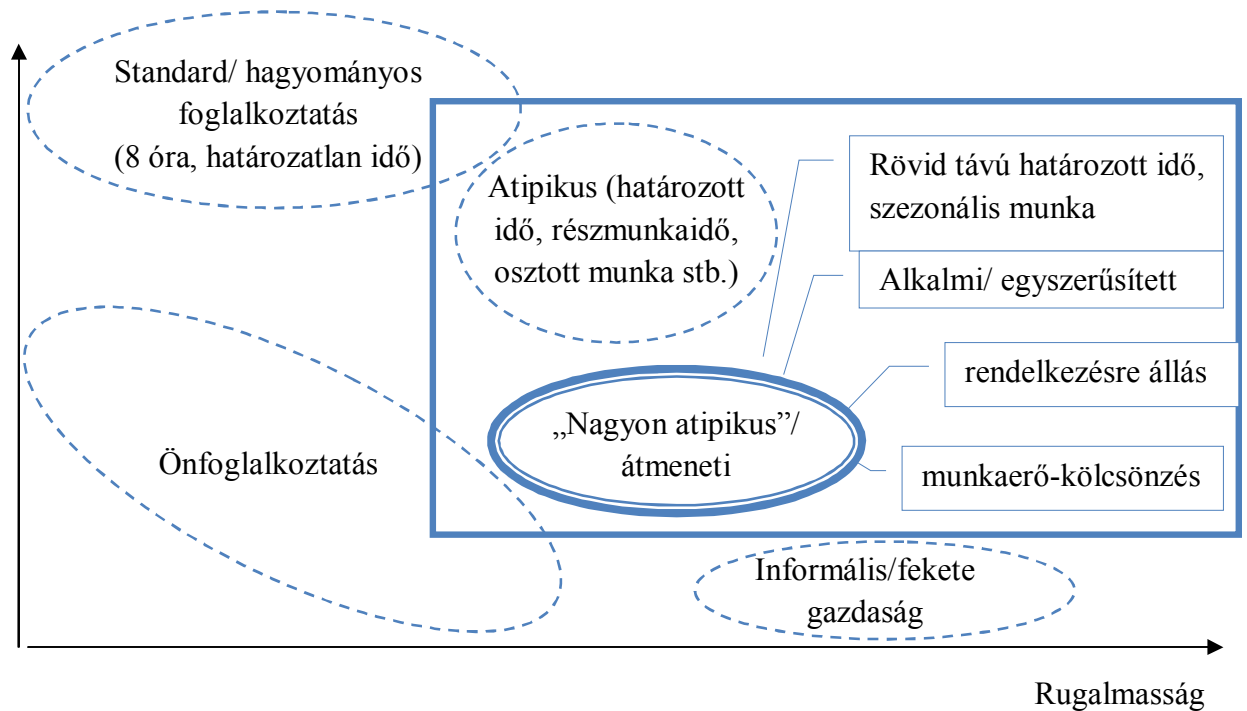 Standard/ hagyományos
foglalkoztatás
(8 óra, határozatlan idő)
Atipikus (határozott
idő, részmunkaidő,
osztott munka stb.)
Rövid távú határozott idő,
szezonális munka
Alkalmi/ egyszerűsített
rendelkezésre állás
munkaerő-kölcsönzés
„Nagyon atipikus”/
átmeneti
Önfoglalkoztatás
Informális/fekete
gazdaság
Rugalmasság